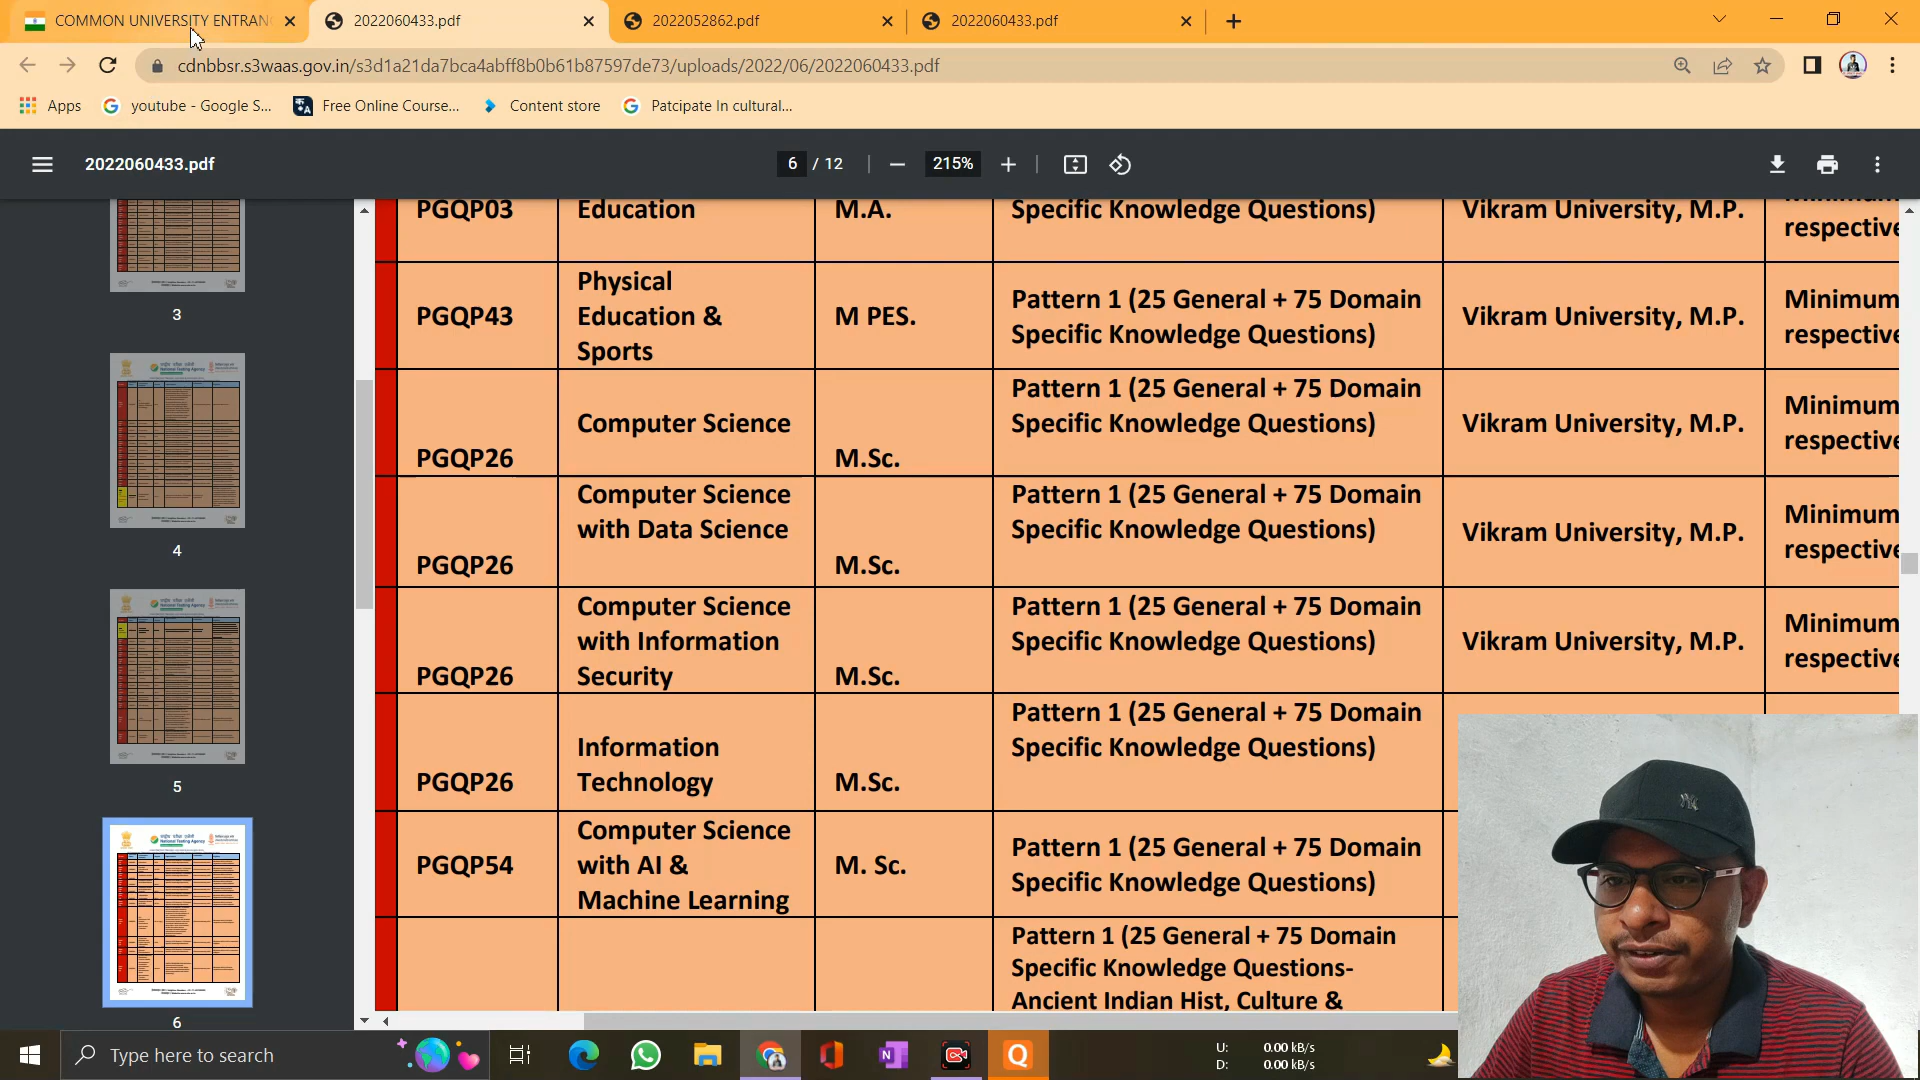 COMMON UNIVERSITY ENTRAN
2022060433.pdf
2022052862.pdf
2022060433.pdf
cdnbbsr.s3waas.gov.in/s3d1a21da7bca4abff8b0b61b87597de73/uploads/2022/06/2022060433.pdf
Apps
youtube - Google S...
Free Online Course...
Content store
Patcipate In cultural...
2022060433.pdf
6 / 12
215%
3
4
5
6
PGQP03
Education
M.A.
Specific Knowledge Questions)
Vikram University, M.P.
respective
PGQP43
Physical
Education &
Sports
M PES.
Pattern 1 (25 General + 75 Domain
Specific Knowledge Questions)
Vikram University, M.P.
Minimum
respective
PGQP26
Computer Science
M.Sc.
Pattern 1 (25 General + 75 Domain
Specific Knowledge Questions)
Vikram University, M.P.
Minimum
respective
PGQP26
Computer Science
with Data Science
M.Sc.
Pattern 1 (25 General + 75 Domain
Specific Knowledge Questions)
Vikram University, M.P.
Minimum
respective
PGQP26
Computer Science
with Information
Security
M.Sc.
Pattern 1 (25 General + 75 Domain
Specific Knowledge Questions)
Vikram University, M.P.
Minimum
respective
PGQP26
Information
Technology
M.Sc.
Pattern 1 (25 General + 75 Domain
Specific Knowledge Questions)
PGQP54
Computer Science
with AI &
Machine Learning
M. Sc.
Pattern 1 (25 General + 75 Domain
Specific Knowledge Questions)
Pattern 1 (25 General + 75 Domain
Specific Knowledge Questions-
Ancient Indian Hist, Culture &
Type here to search
U: 0.00 kB/s
D: 0.00 kB/s